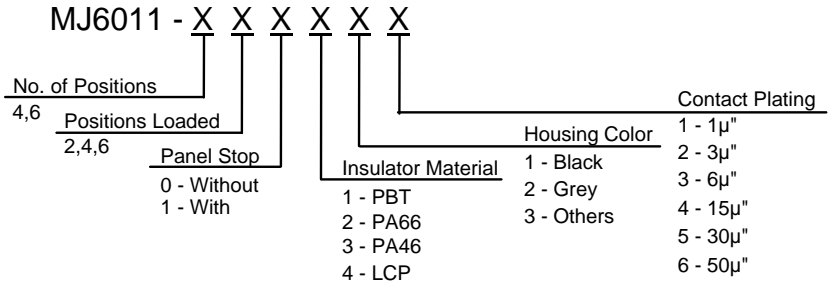 MJ6011 - X X X X X X
No. of Positions
4,6
Positions Loaded
2,4,6
Panel Stop
0 - Without
1 - With
Insulator Material
1 - PBT
2 - PA66
3 - PA46
4 - LCP
Housing Color
1 - Black
2 - Grey
3 - Others
Contact Plating
1 - 1µ"
2 - 3µ"
3 - 6µ"
4 - 15µ"
5 - 30µ"
6 - 50µ"